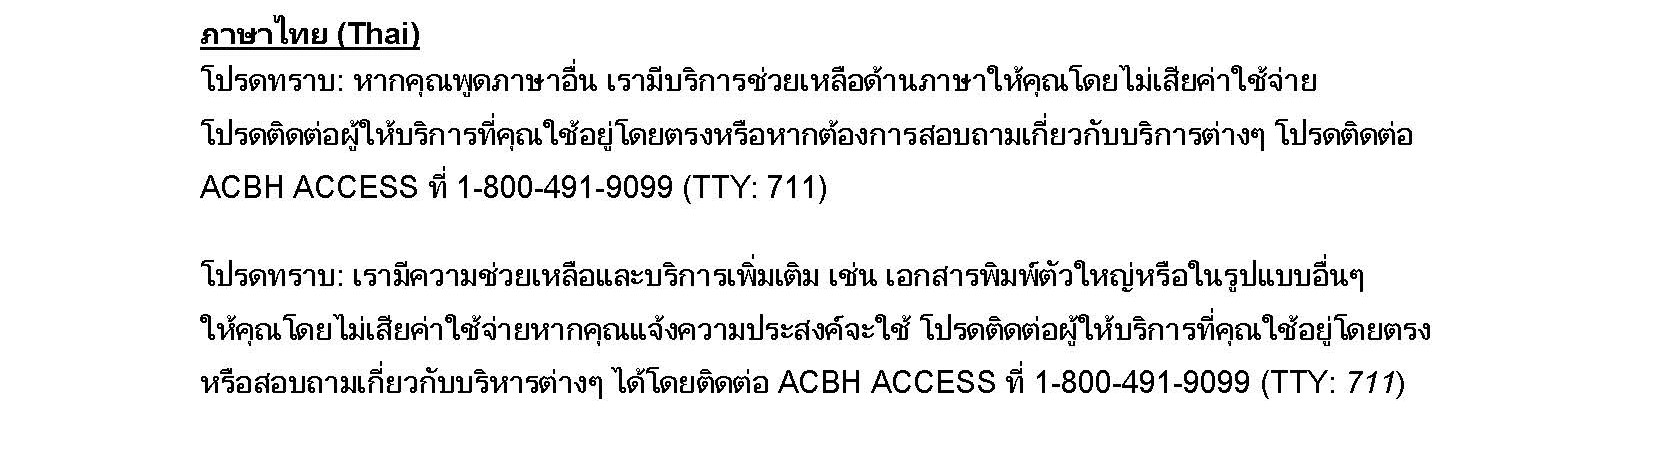 ภาษาไทย (Thai)
โปรดทราบ: หากคุณพูดภาษาอื่น เรามีบริการช่วยเหลือด้านภาษาให้คุณโดยไม่เสียค่าใช้จ่าย
โปรดติดต่อผู้ให้บริการที่คุณใช้อยู่โดยตรงหรือหากต้องการสอบถามเกี่ยวกับบริการต่างๆ โปรดติดต่อ
ACBH ACCESS ที่ 1-800-491-9099 (TTY: 711)
โปรดทราบ: เรามีความช่วยเหลือและบริการเพิ่มเติม เช่น เอกสารพิมพ์ตัวใหญ่หรือในรูปแบบอื่นๆ
ให้คุณโดยไม่เสียค่าใช้จ่ายหากคุณแจ้งความประสงค์จะใช้ โปรดติดต่อผู้ให้บริการที่คุณใช้อยู่โดยตรง
หรือสอบถามเกี่ยวกับบริหารต่างๆ ได้โดยติดต่อ ACBH ACCESS ที่ 1-800-491-9099 (TTY: 711)